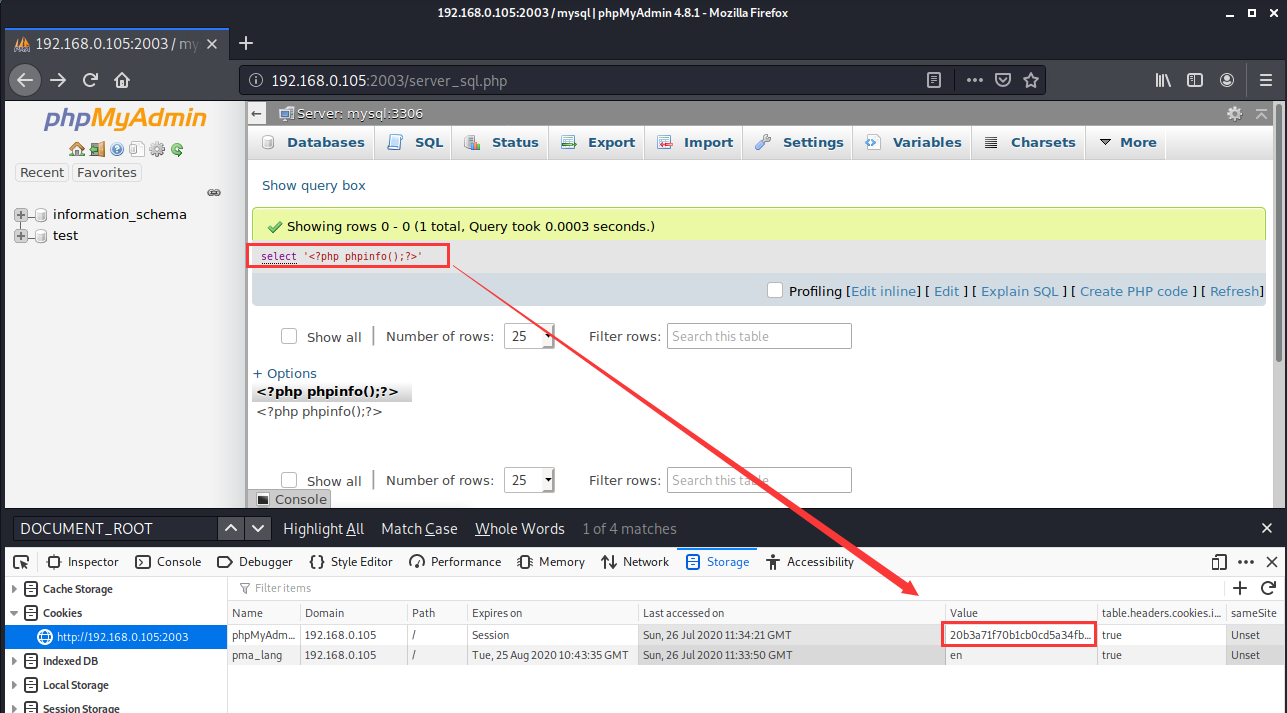 192.168.0.105:2003 / mysql | phpMyAdmin 4.8.1 - Mozilla Firefox
192.168.0.105:2003 / my
192.168.0.105:2003/server_sql.php
phpMyAdmin
Recent Favorites
information_schema
test
Server: mysql:3306
Databases SQL Status Export Import Settings Variables Charsets More
Show query box
Showing rows 0 - 0 (1 total, Query took 0.0003 seconds.)
select '<?php phpinfo();?>'
Profiling [Edit inline] [ Edit ] [ Explain SQL ] [ Create PHP code ] [ Refresh]
Show all Number of rows: 25 Filter rows: Search this table
+ Options
<?php phpinfo();?>
<?php phpinfo();?>
Show all Number of rows: 25 Filter rows: Search this table
Console
DOCUMENT_ROOT Highlight All Match Case Whole Words 1 of 4 matches
Inspector Console Debugger Style Editor Performance Memory Network Storage Accessibility
Cache Storage
Cookies
http://192.168.0.105:2003
Indexed DB
Local Storage
Session Storage
Filter items
Name Domain Path Expires on Last accessed on Value table.headers.cookies.i... sameSite
phpMyAdm... 192.168.0.105 / Session Sun, 26 Jul 2020 11:34:21 GMT 20b3a71f70b1cb0cd5a34fb... true Unset
pma_lang 192.168.0.105 / Tue, 25 Aug 2020 10:43:35 GMT Sun, 26 Jul 2020 11:33:50 GMT en true Unset